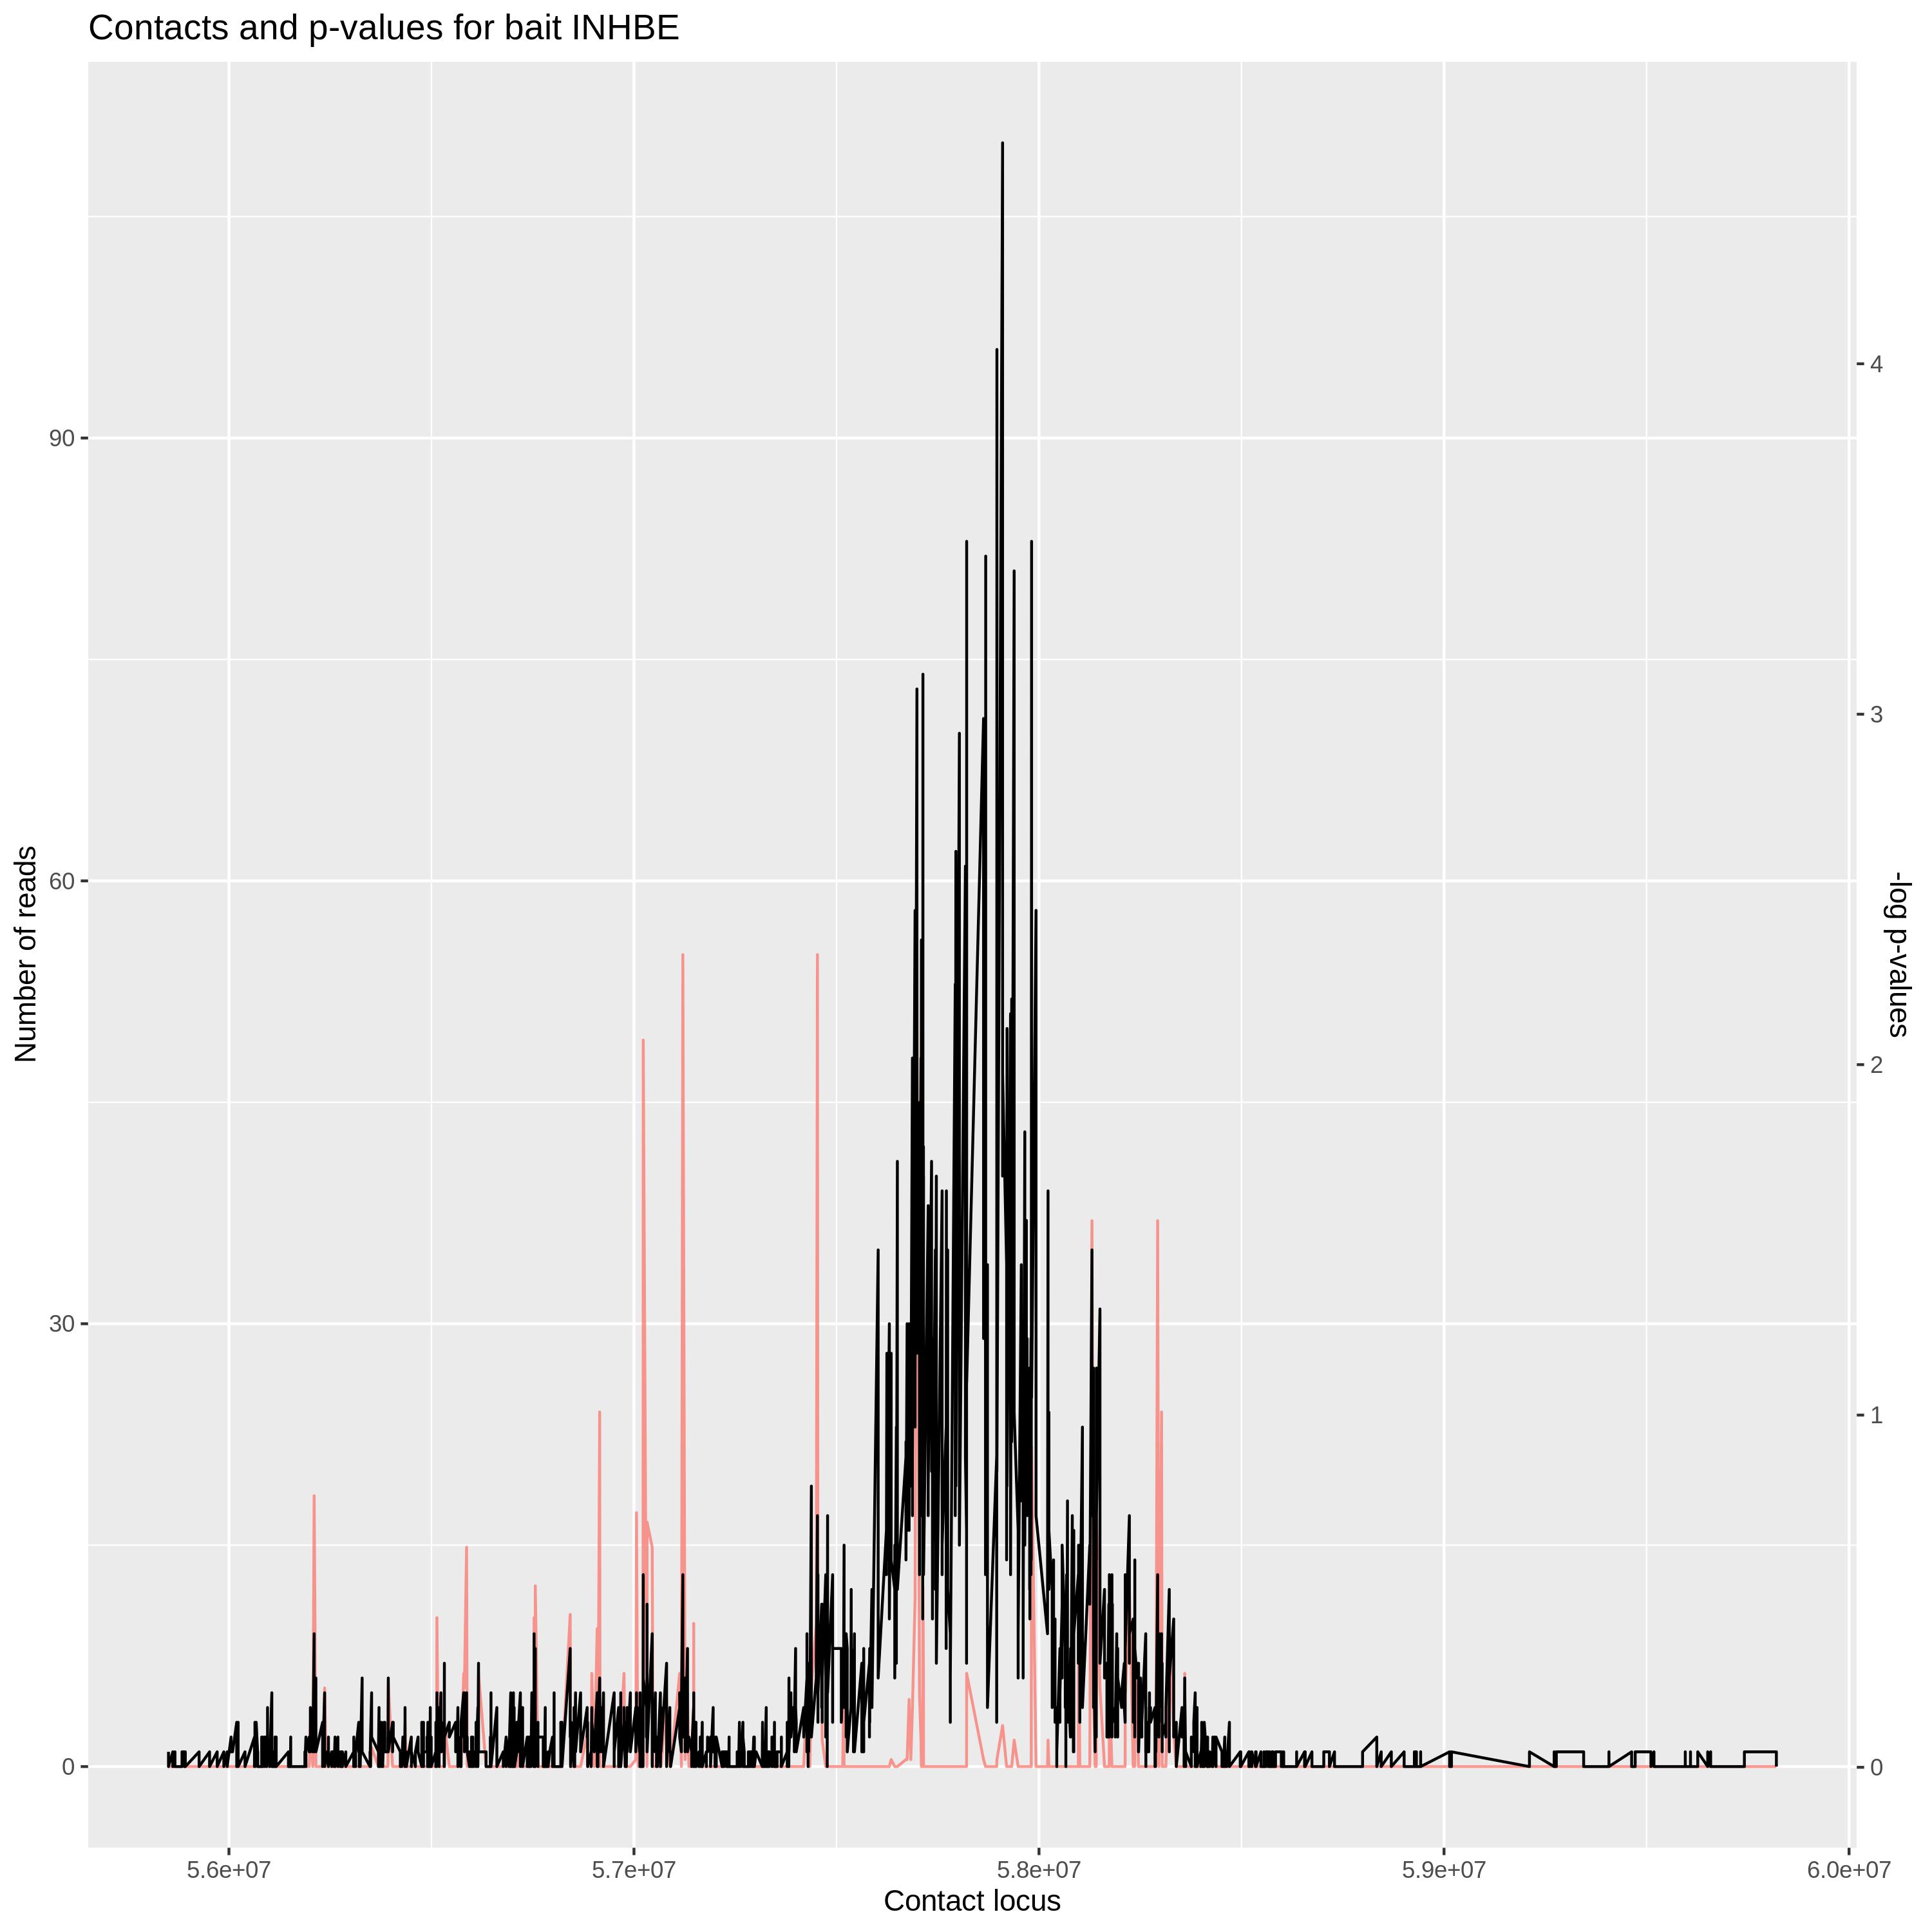 Contacts and p-values for bait INHBE
Number of reads
90
60
30
0
4
3
2
1
0
-log p-values
5.6e+07
5.7e+07
5.8e+07
5.9e+07
6.0e+07
Contact locus